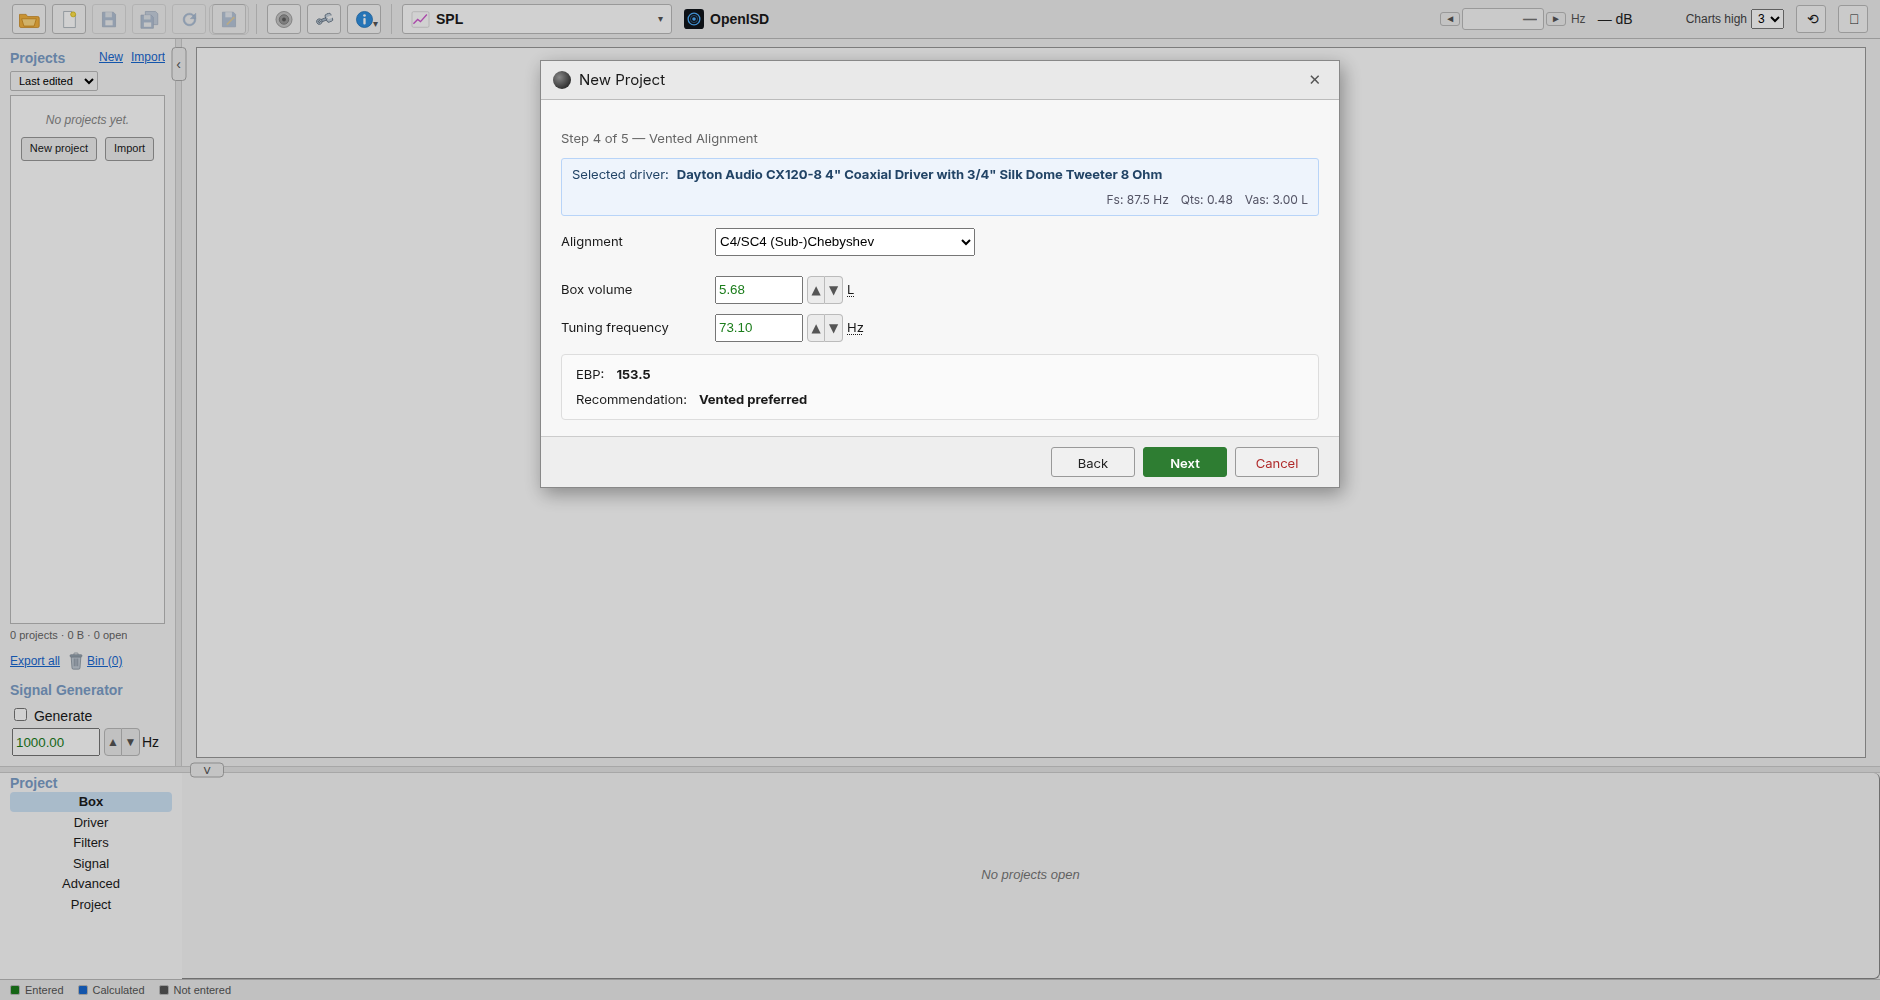 SPL
OpenISD
—
Hz
— dB
Charts high
3
Projects
New
Import
Last edited
No projects yet.
New project
Import
0 projects · 0 B · 0 open
Export all
Bin (0)
Signal Generator
Generate
1000.00
Hz
New Project
Step 4 of 5 — Vented Alignment
Selected driver: Dayton Audio CX120-8 4" Coaxial Driver with 3/4" Silk Dome Tweeter 8 Ohm
Fs: 87.5 Hz Qts: 0.48 Vas: 3.00 L
Alignment
C4/SC4 (Sub-)Chebyshev
Box volume
5.68
L
Tuning frequency
73.10
Hz
EBP: 153.5
Recommendation: Vented preferred
Back
Next
Cancel
Project
Box
Driver
Filters
Signal
Advanced
Project
No projects open
Entered
Calculated
Not entered